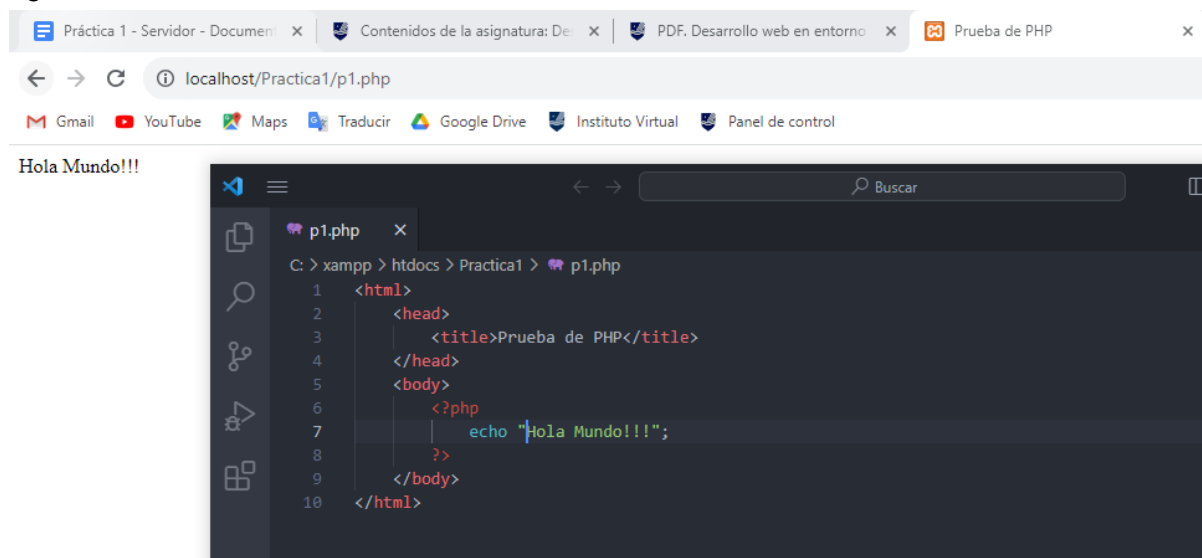 Práctica 1 - Servidor - Documen
Contenidos de la asignatura: De
PDF. Desarrollo web en entorno
Prueba de PHP
localhost/Practica1/p1.php
Gmail YouTube Maps Traducir Google Drive Instituto Virtual Panel de control
Hola Mundo!!!
Buscar
p1.php
C: > xampp > htdocs > Practica1 > p1.php
1 <html>
2 <head>
3 <title>Prueba de PHP</title>
4 </head>
5 <body>
6 <?php
7 echo "Hola Mundo!!!";
8 ?>
9 </body>
10 </html>